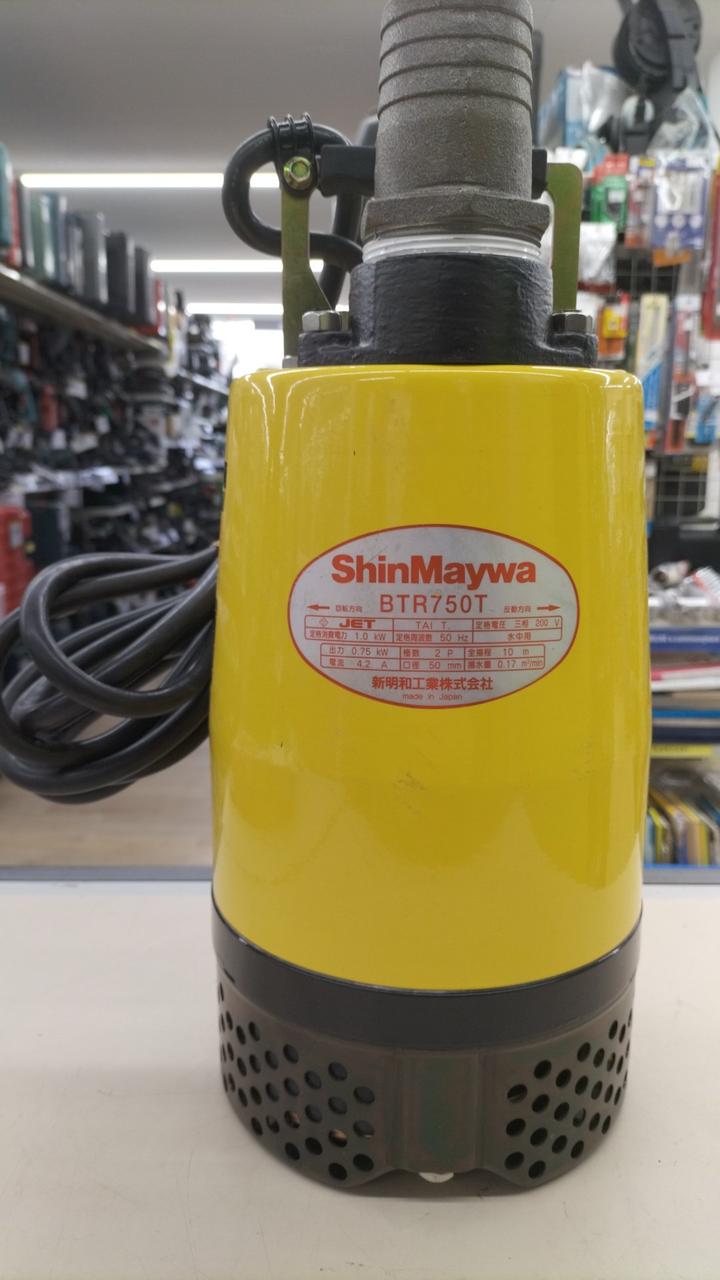 ShinMaywa
回転方向 BTR750T 反動方向
JET TAI T. 定格電圧 三相 200 V
定格消費電力 1.0 kW 定格周波数 50 Hz 水中用
出力 0.75 kW 極数 2 P 全揚程 10 m
電流 4.2 A 口径 50 mm 揚水量 0.17 m³/min
新明和工業株式会社
made in Japan